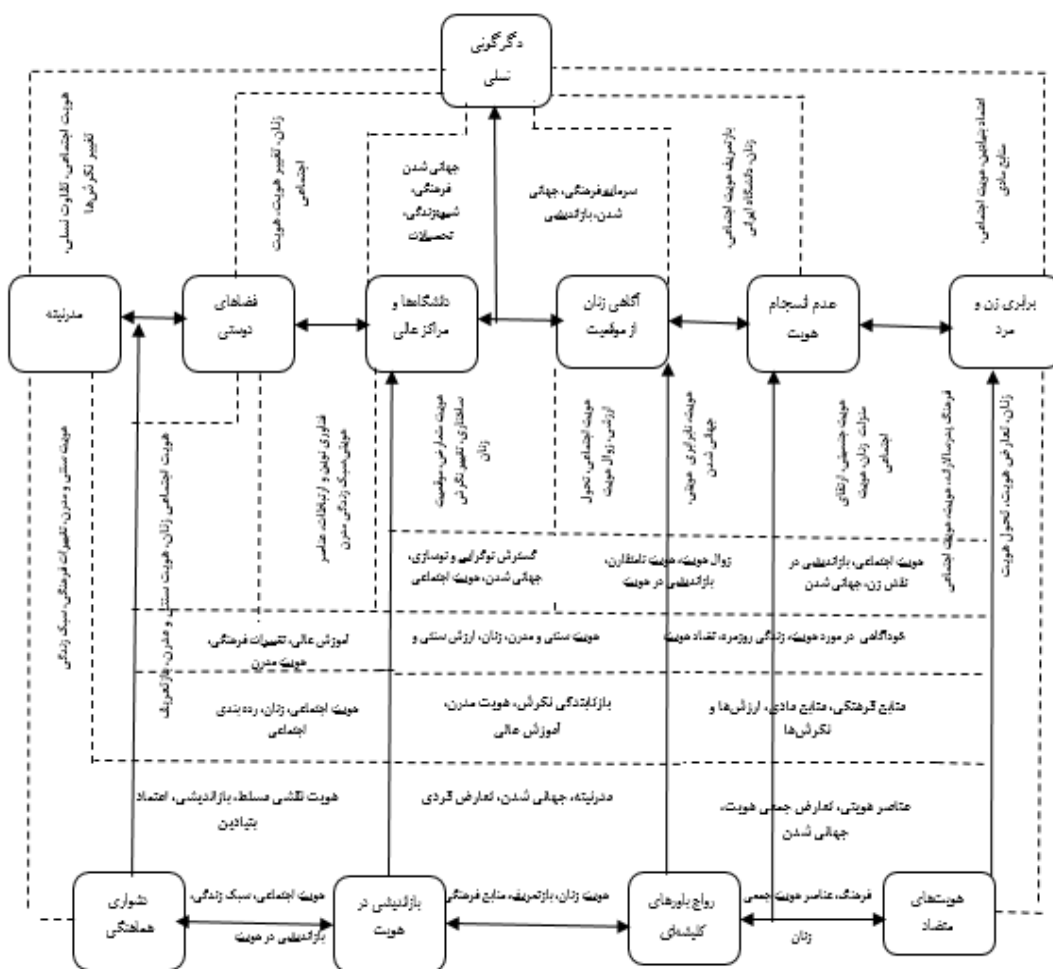 دگرگونی
نسلی
اعتماد بنیادین، هویت اجتماعی،
منابع مادی
بازتعریف هویت اجتماعی،
زنان، دانشگاه ایرانی
سرمایه‌فرهنگی، جهانی
شدن، بازاندیشی
جهانی شدن
فرهنگی،
شیوه‌زندگی،
تحصیلات
زنان، تغییر هویت، هویت
اجتماعی
هویت اجتماعی، تفاوت نسلی،
تغییر نگرش‌ها
برابری زن و
مرد
عدم انسجام
هویت
آگاهی زنان
از موقعیت
دانشگاه‌ها و
مراکز عالی
فضاهای
دوستی
مدرنیته
زنان، تعارض هویت، تحول هویت
فرهنگ پدرسالارانه، هویت، هویت اجتماعی
هویت جنسیتی، ارتقای
منزلت زنان، هویت
اجتماعی
هویت، نابرابری هویتی،
جهانی شدن
هویت اجتماعی، تحول
ارزشی، زوال هویت
هویت متعارض، موقعیت
ساختاری، تغییر نگرش
زنان
فناوری نوین و ارتباطات، عناصر
هویتی، سبک زندگی مدرن
هویت اجتماعی زنان، هویت سنتی و مدرن، بازتعریف
هویت سنتی و مدرن، تغییرات فرهنگی، سبک زندگی
هویت اجتماعی، بازاندیشی در
نقش زن، جهانی شدن
زوال هویت، هویت نامتقارن،
بازاندیشی در هویت
گسترش نوگرایی و نوسازی،
جهانی شدن، هویت اجتماعی
خودآگاهی در مورد هویت، زندگی روزمره، تضاد هویت
هویت سنتی و مدرن، زنان، ارزش سنتی و
آموزش عالی، تغییرات فرهنگی،
هویت مدرن
منابع فرهنگی، منابع مادی، ارزش‌ها و
نگرش‌ها
بازتابندگی نگرش، هویت مدرن،
آموزش عالی
هویت اجتماعی، زنان، رده‌بندی
اجتماعی
عناصر هویتی، تعارض جمعی هویت،
جهانی شدن
مدرنیته، جهانی شدن، تعارض فردی
هویت نقشی مسلط، بازاندیشی، اعتماد
بنیادین
هویت‌های
متضاد
فرهنگ، عناصر هویت جمعی
زنان
رواج باورهای
کلیشه‌ای
هویت زنان، بازتعریف، منابع فرهنگی
بازاندیشی در
هویت
هویت اجتماعی، سبک زندگی،
بازاندیشی در هویت
دشواری
هماهنگی